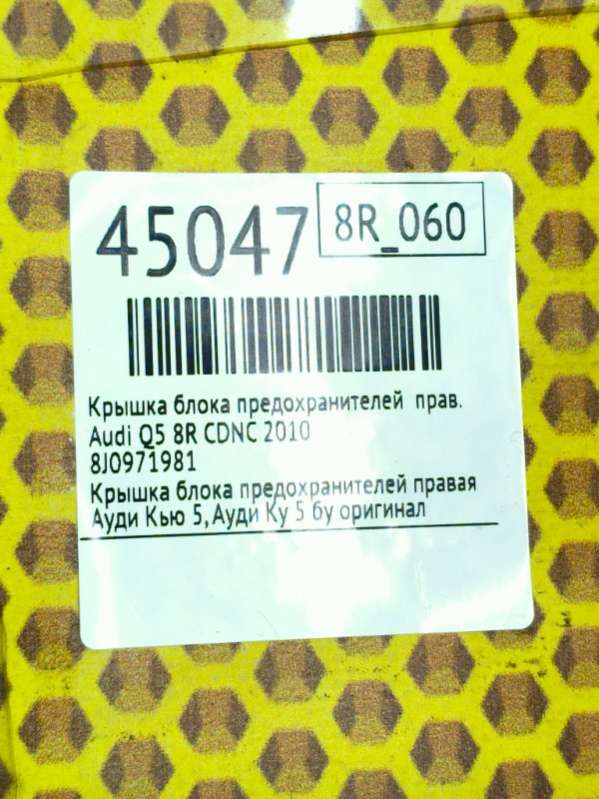 45047
8R_060
Крышка блока предохранителей прав.
Audi Q5 8R CDNC 2010
8J0971981
Крышка блока предохранителей правая
Ауди Кью 5, Ауди Ку 5 бу оригинал